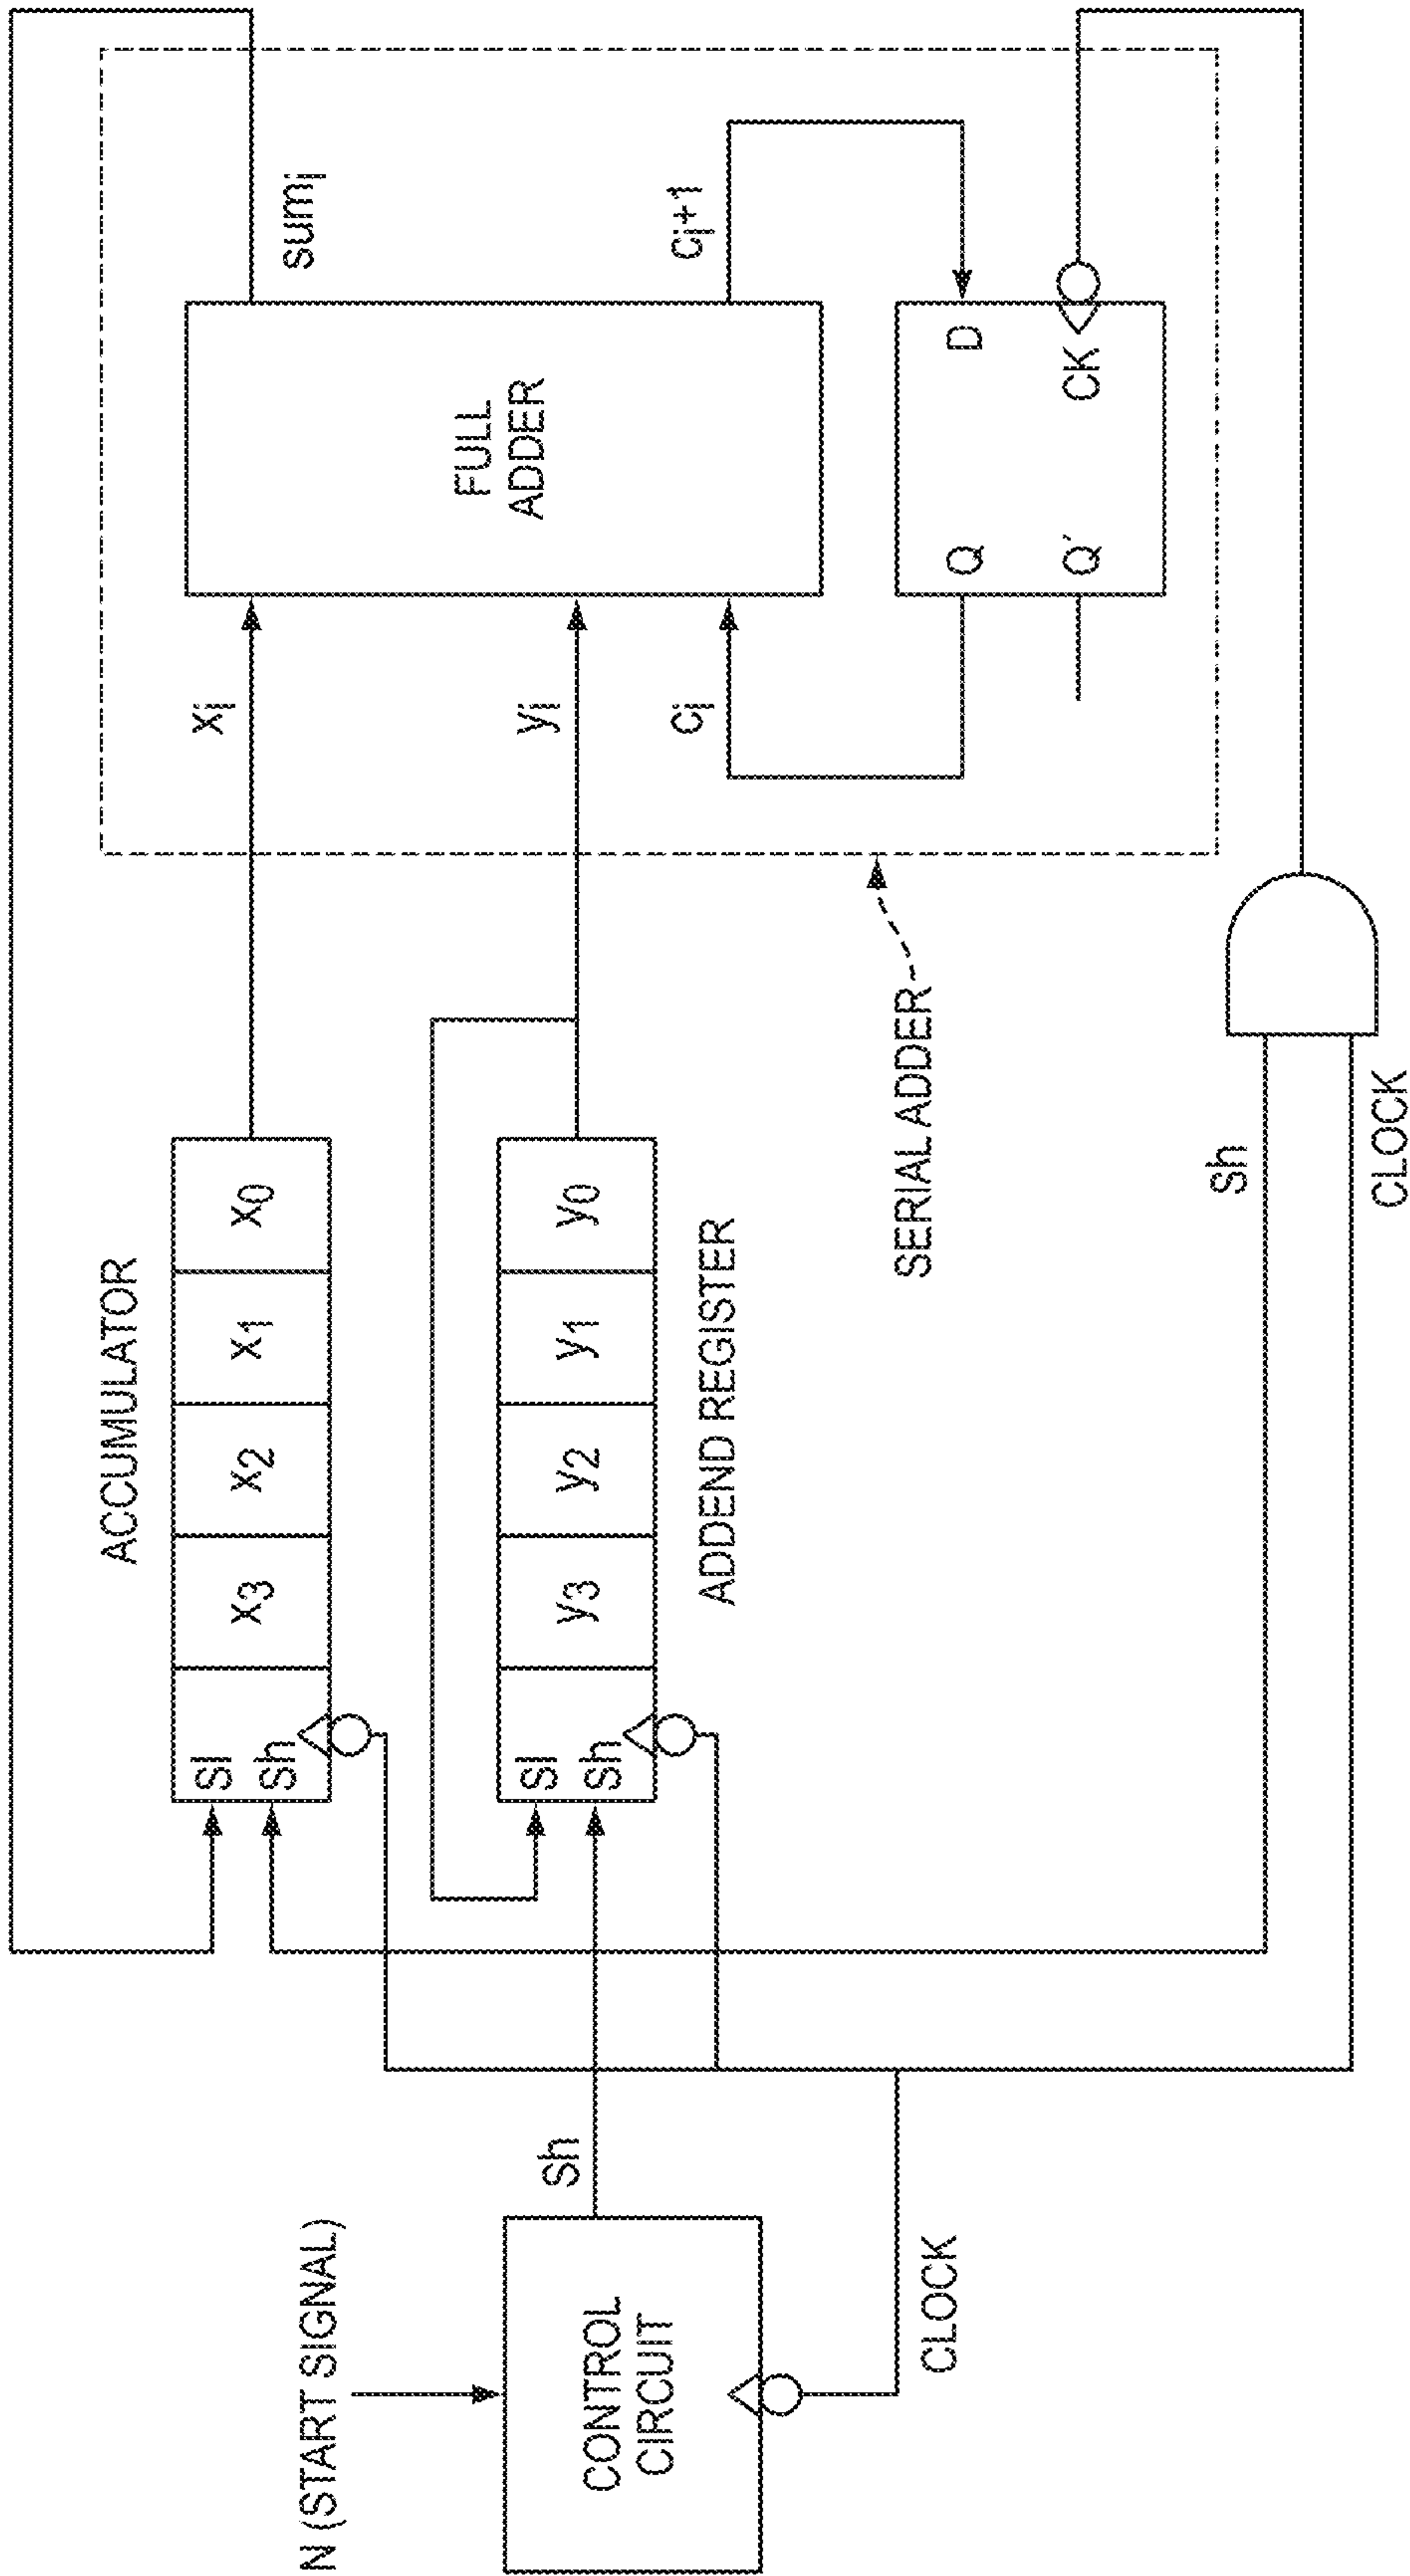 N (START SIGNAL)
CONTROL
CIRCUIT
Sh
CLOCK
ACCUMULATOR
SI
Sh
x3
x2
x1
x0
SI
Sh
y3
y2
y1
y0
ADDEND REGISTER
SERIAL ADDER
Sh
CLOCK
xi
yi
ci
FULL
ADDER
sumi
ci+1
Q
D
Q′
CK